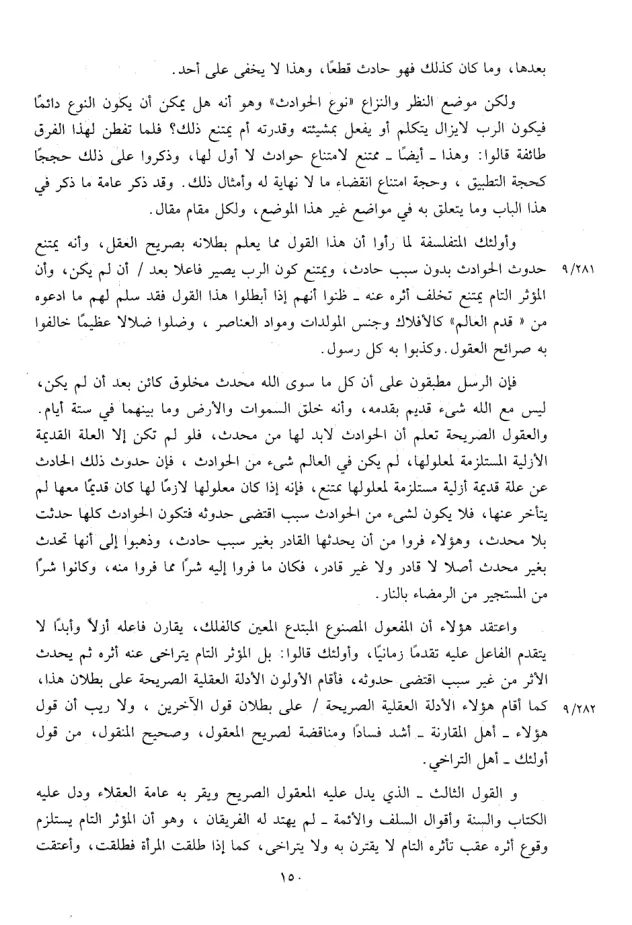 بعدها، وما كان كذلك فهو حادث قطعًا، وهذا لا يخفى على أحد.
ولكن موضع النظر والنزاع «نوع الحوادث» وهو أنه هل يمكن أن يكون النوع دائمًا
فيكون الرب لايزال يتكلم أو يفعل بمشيئته وقدرته أم يمتنع ذلك؟ فلما تفطن لهذا الفرق
طائفة قالوا: وهذا ـ أيضًا ـ ممتنع لامتناع حوادث لا أول لها، وذكروا على ذلك حججًا
كحجة التطبيق ، وحجة امتناع انقضاء ما لا نهاية له وأمثال ذلك. وقد ذكر عامة ما ذكر في
هذا الباب وما يتعلق به في مواضع غير هذا الموضع، ولكل مقام مقال.
وأولئك المتفلسفة لما رأوا أن هذا القول مما يعلم بطلانه بصريح العقل، وأنه يمتنع
حدوث الحوادث بدون سبب حادث، ويمتنع كون الرب يصير فاعلا بعد / أن لم يكن، وأن ٩/٢٨١
المؤثر التام يمتنع تخلف أثره عنه ـ ظنوا أنهم إذا أبطلوا هذا القول فقد سلم لهم ما ادعوه
من « قدم العالم» كالأفلاك وجنس المولدات ومواد العناصر ، وضلوا ضلالا عظيمًا خالفوا
به صرائح العقول. وكذبوا به كل رسول.
فإن الرسل مطبقون على أن كل ما سوى الله محدث مخلوق كائن بعد أن لم يكن،
ليس مع الله شىء قديم بقدمه، وأنه خلق السموات والأرض وما بينهما في ستة أيام.
والعقول الصريحة تعلم أن الحوادث لابد لها من محدث، فلو لم تكن إلا العلة القديمة
الأزلية المستلزمة لمعلولها، لم يكن في العالم شىء من الحوادث ، فإن حدوث ذلك الحادث
عن علة قديمة أزلية مستلزمة لمعلولها ممتنع، فإنه إذا كان معلولها لازمًا لها كان قديمًا معها لم
يتأخر عنها، فلا يكون لشىء من الحوادث سبب اقتضى حدوثه فتكون الحوادث كلها حدثت
بلا محدث، وهؤلاء فروا من أن يحدثها القادر بغير سبب حادث، وذهبوا إلى أنها تحدث
بغير محدث أصلا لا قادر ولا غير قادر، فكان ما فروا إليه شرًا مما فروا منه، وكانوا شرًا
من المستجير من الرمضاء بالنار.
واعتقد هؤلاء أن المفعول المصنوع المبتدع المعين كالفلك، يقارن فاعله أزلاً وأبدًا لا
يتقدم الفاعل عليه تقدمًا زمانيًا، وأولئك قالوا: بل المؤثر التام يتراخى عنه أثره ثم يحدث
الأثر من غير سبب اقتضى حدوثه، فأقام الأولون الأدلة العقلية الصريحة على بطلان هذا،
كما أقام هؤلاء الأدلة العقلية الصريحة / على بطلان قول الآخرين ، ولا ريب أن قول ٩/٢٨٢
هؤلاء ـ أهل المقارنة ـ أشد فسادًا ومناقضة لصريح المعقول، وصحيح المنقول، من قول
أولئك ـ أهل التراخي.
و القول الثالث ـ الذي يدل عليه المعقول الصريح ويقر به عامة العقلاء ودل عليه
الكتاب والسنة وأقوال السلف والأئمة ـ لم يهتد له الفريقان ، وهو أن المؤثر التام يستلزم
وقوع أثره عقب تأثره التام لا يقترن به ولا يتراخى، كما إذا طلقت المرأة فطلقت، وأعتقت
١٥٠